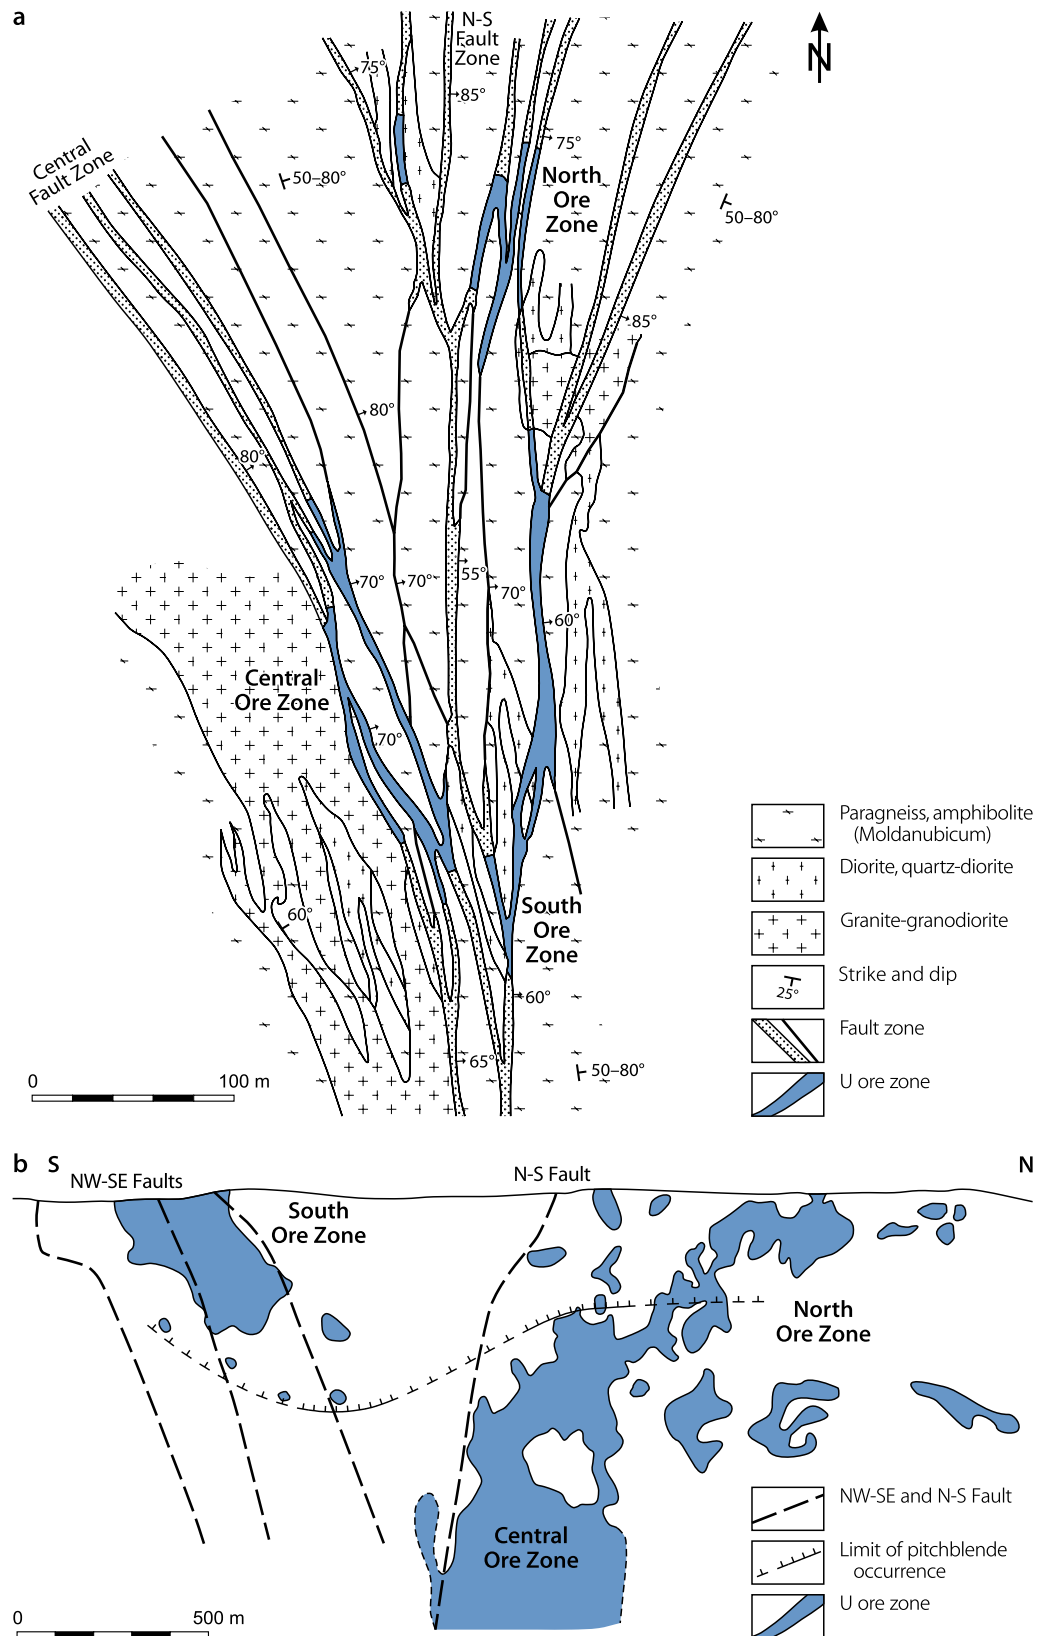 a
N-S
Fault
Zone
N
75°
85°
75°
Central
Fault Zone
50–80°
North
Ore
Zone
50–80°
85°
80°
80°
70°
70°
55°
70°
60°
Central
Ore Zone
70°
60°
South
Ore
Zone
60°
65°
50–80°
0 100 m
Paragneiss, amphibolite
(Moldanubicum)
Diorite, quartz-diorite
Granite-granodiorite
25°
Strike and dip
Fault zone
U ore zone
b S
N
NW-SE Faults
N-S Fault
South
Ore Zone
North
Ore Zone
Central
Ore Zone
NW-SE and N-S Fault
Limit of pitchblende
occurrence
U ore zone
0 500 m